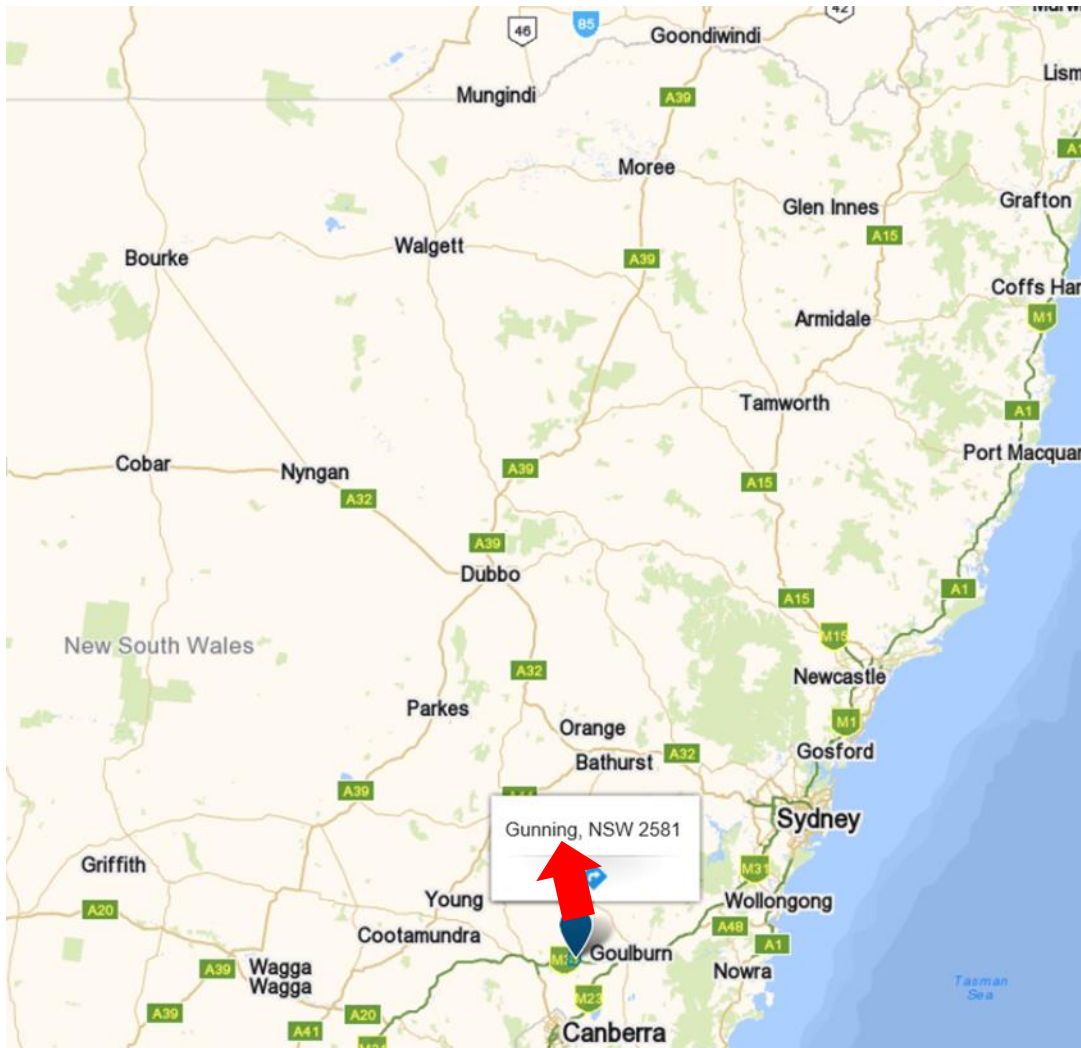 46
85
42
Goondiwindi
Mungindi
A39
Moree
Glen Innes
Grafton
A15
Walgett
Bourke
A39
Coffs Har
Armidale
M1
Tamworth
A1
Cobar
Nyngan
A39
Port Macquar
A32
A15
A39
Dubbo
A15
A1
New South Wales
M15
A32
Newcastle
Parkes
Orange
M1
Gosford
Bathurst
A32
A39
Sydney
Gunning, NSW 2581
Griffith
M31
Young
Wollongong
A20
A48
Cootamundra
A1
Goulburn
A39
Wagga
Wagga
Nowra
M23
Tasman
Sea
A39
A20
A41
Canberra